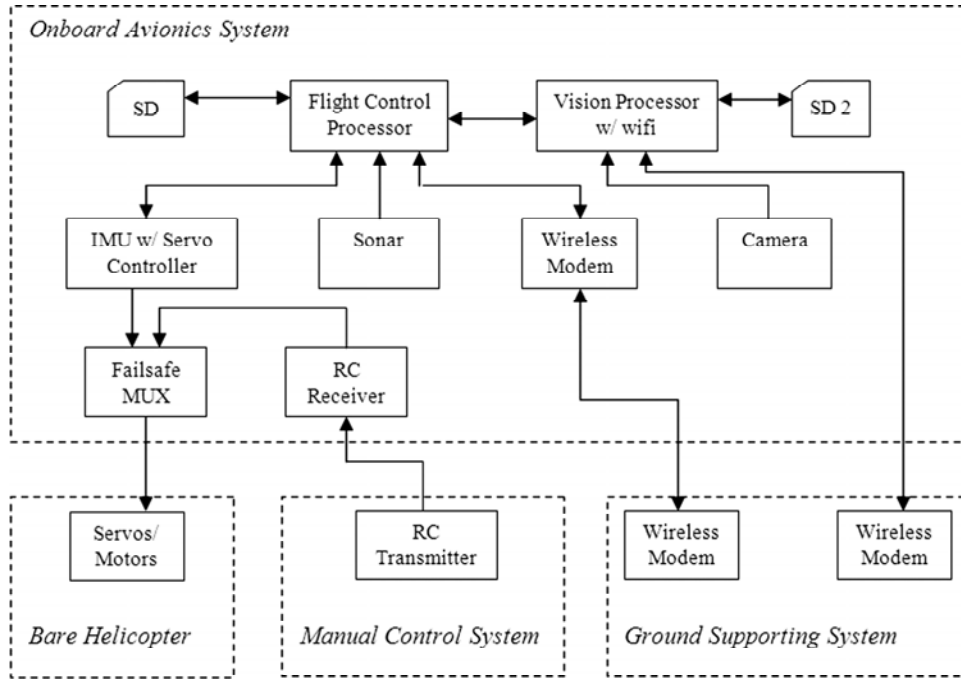 Onboard Avionics System
SD
Flight Control
Processor
Vision Processor
w/ wifi
SD 2
IMU w/ Servo
Controller
Sonar
Wireless
Modem
Camera
Failsafe
MUX
RC
Receiver
Servos/
Motors
RC
Transmitter
Wireless
Modem
Wireless
Modem
Bare Helicopter
Manual Control System
Ground Supporting System